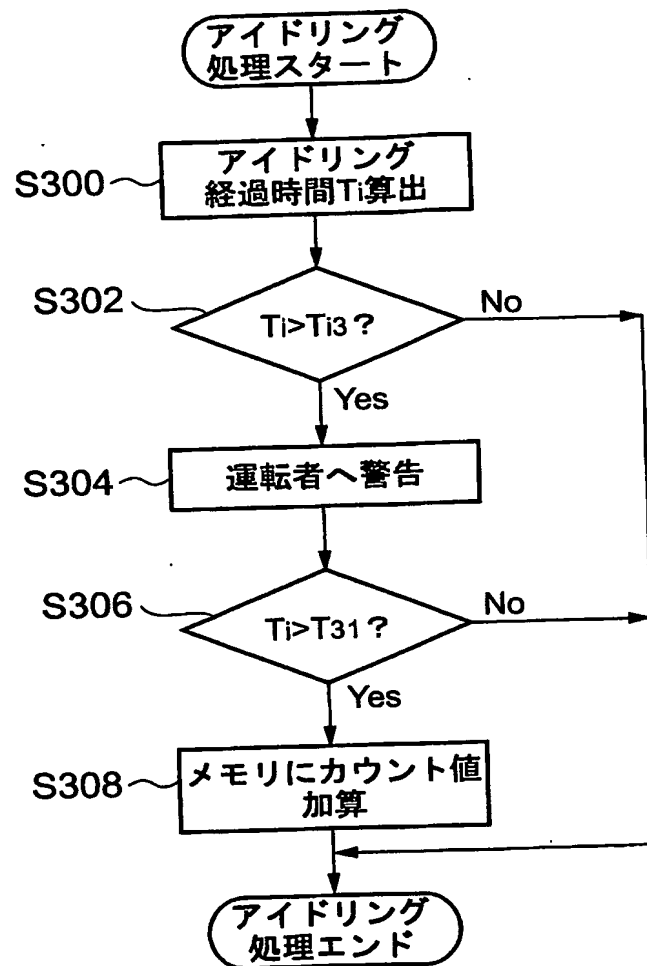 アイドリング
処理スタート
S300
アイドリング
経過時間Ti算出
S302
Ti>Ti3?
No
Yes
S304
運転者へ警告
S306
Ti>T31?
No
Yes
S308
メモリにカウント値
加算
アイドリング
処理エンド